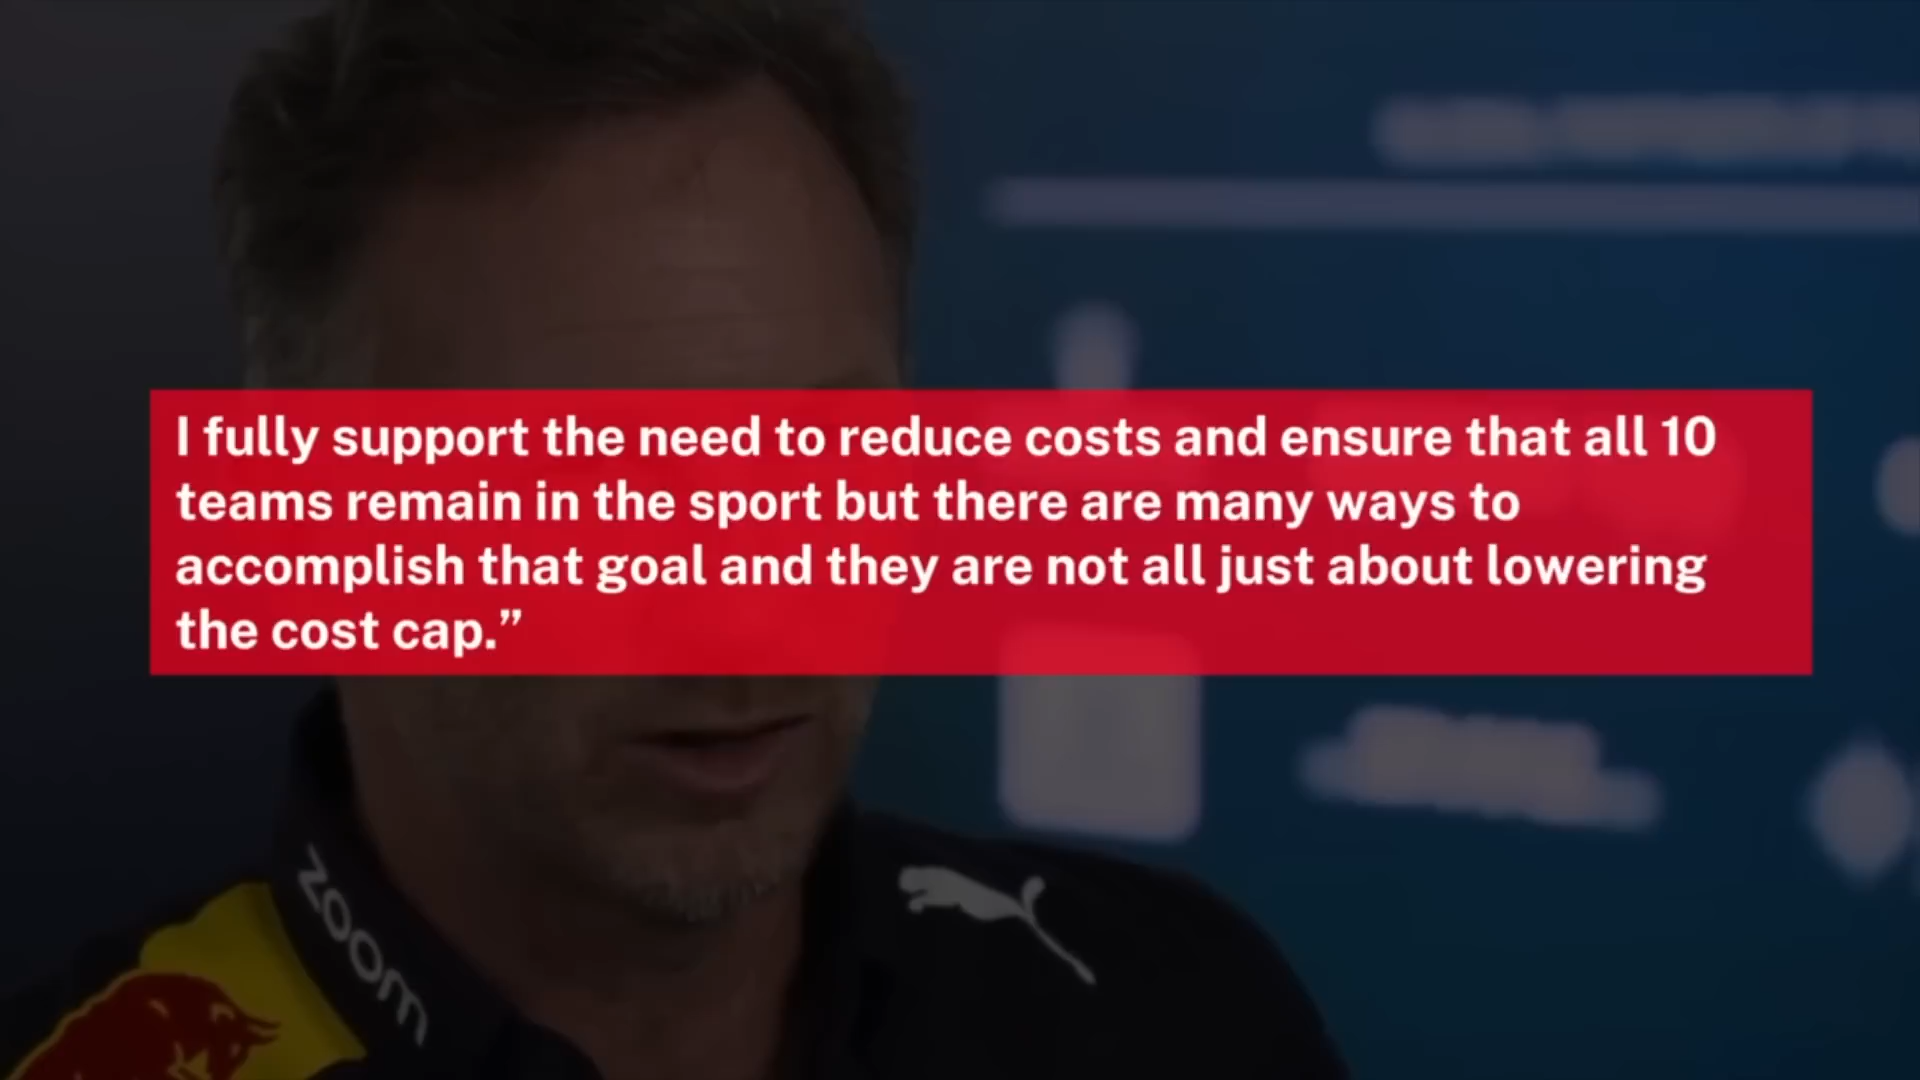 I fully support the need to reduce costs and ensure that all 10
teams remain in the sport but there are many ways to
accomplish that goal and they are not all just about lowering
the cost cap.”
zoom